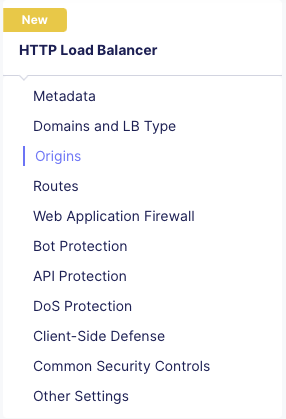 New
HTTP Load Balancer
Metadata
Domains and LB Type
Origins
Routes
Web Application Firewall
Bot Protection
API Protection
DoS Protection
Client-Side Defense
Common Security Controls
Other Settings